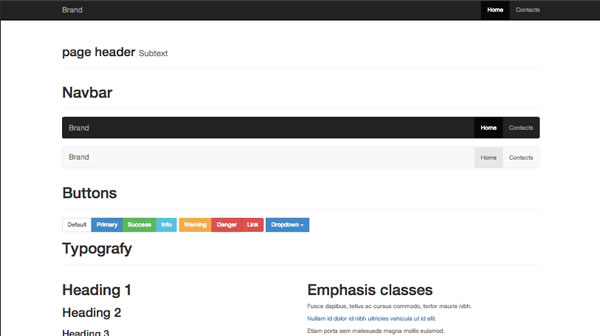 Brand Home Contacts
page header Subtext
Navbar
Brand Home Contacts
Brand Home Contacts
Buttons
Default Primary Success Info Warning Danger Link Dropdown
Typografy
Heading 1
Heading 2
Heading 3
Emphasis classes
Fusce dapibus, tellus ac cursus commodo, tortor mauris nibh.
Nullam id dolor id nibh ultricies vehicula ut id elit.
Etiam porta sem malesuada magna mollis euismod.